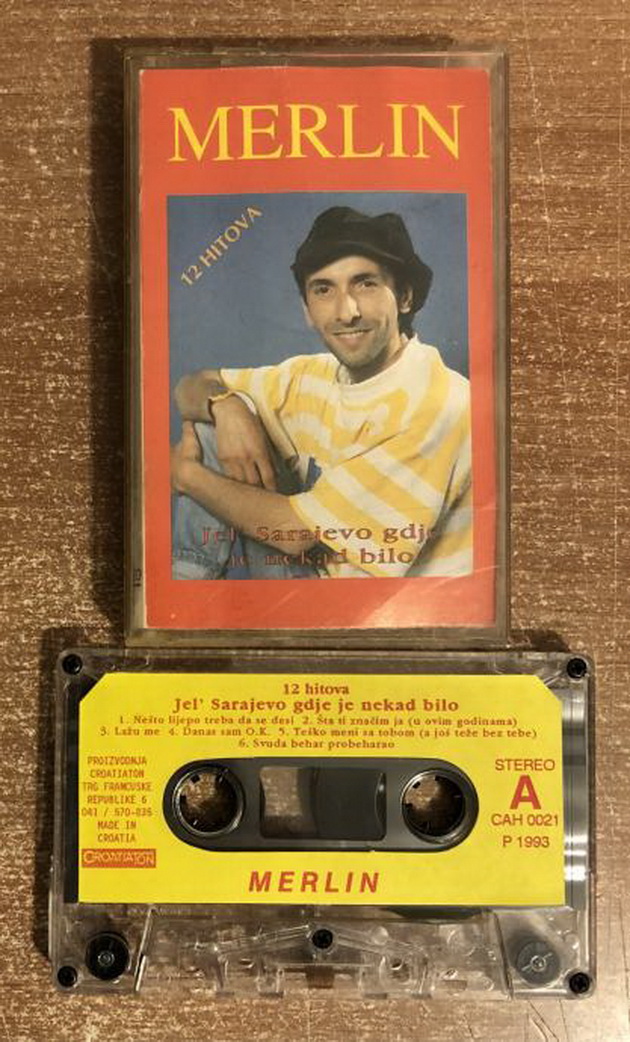 MERLIN
12 HITOVA
Jel' Sarajevo gdje
je nekad bilo
12 hitova
Jel' Sarajevo gdje je nekad bilo
1. Nešto lijepo treba da se desi 2. Šta ti značim ja (u ovim godinama)
3. Lažu me 4. Danas sam O.K. 5. Teško meni sa tobom (a još teže bez tebe)
6. Svuda behar probeharao
PROIZVODNJA
CROATIATON
TRG FRANCUSKE
REPUBLIKE 6
041 / 570-835
MADE IN
CROATIA
CROATIATON
STEREO
A
CAH 0021
P 1993
MERLIN